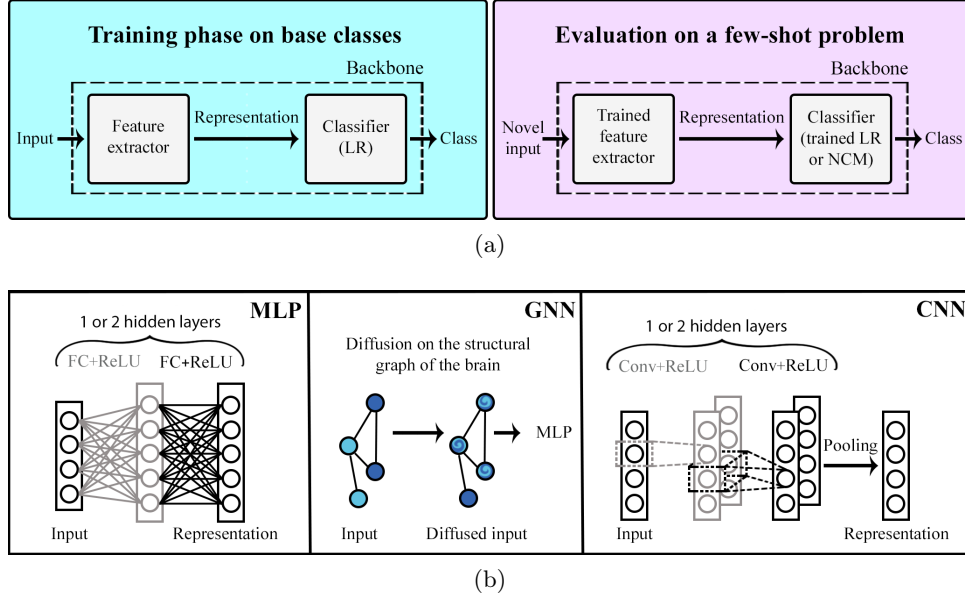 Training phase on base classes
Backbone
Input
Feature
extractor
Representation
Classifier
(LR)
Class
Evaluation on a few-shot problem
Backbone
Novel
input
Trained
feature
extractor
Representation
Classifier
(trained LR
or NCM)
Class
(a)
MLP
1 or 2 hidden layers
FC+ReLU FC+ReLU
Input
Representation
GNN
Diffusion on the structural
graph of the brain
MLP
Input
Diffused input
CNN
1 or 2 hidden layers
Conv+ReLU Conv+ReLU
Pooling
Input
Representation
(b)